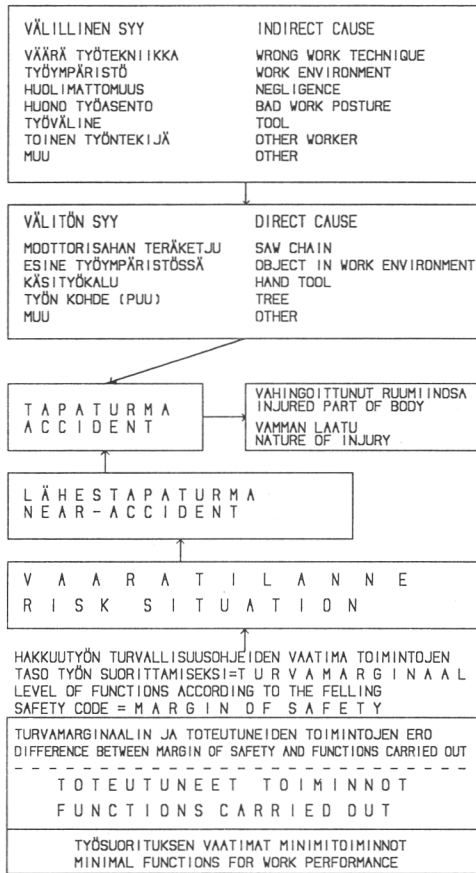 VÄLILLINEN SYY INDIRECT CAUSE
VÄÄRÄ TYÖTEKNIIKKA WRONG WORK TECHNIQUE
TYÖYMPÄRISTÖ WORK ENVIRONMENT
HUOLIMATTOMUUS NEGLIGENCE
HUONO TYÖASENTO BAD WORK POSTURE
TYÖVÄLINE TOOL
TOINEN TYÖNTEKIJÄ OTHER WORKER
MUU OTHER
VÄLITÖN SYY DIRECT CAUSE
MOOTTORISAHAN TERÄKETJU SAW CHAIN
ESINE TYÖYMPÄRISTÖSSÄ OBJECT IN WORK ENVIRONMENT
KÄSITYÖKALU HAND TOOL
TYÖN KOHDE (PUU) TREE
MUU OTHER
TAPATURMA
ACCIDENT
VAHINGOITTUNUT RUUMIINOSA
INJURED PART OF BODY
VAMMAN LAATU
NATURE OF INJURY
LÄHESTAPATURMA
NEAR-ACCIDENT
VAARATILANNE
RISK SITUATION
HAKKUUTYÖN TURVALLISUUSOHJEIDEN VAATIMA TOIMINTOJEN
TASO TYÖN SUORITTAMISEKSI=TURVAMARGINAAL
LEVEL OF FUNCTIONS ACCORDING TO THE FELLING
SAFETY CODE = MARGIN OF SAFETY
TURVAMARGINAALIN JA TOTEUTUNEIDEN TOIMINTOJEN ERO
DIFFERENCE BETWEEN MARGIN OF SAFETY AND FUNCTIONS CARRIED OUT
TOTEUTUNEET TOIMINNOT
FUNCTIONS CARRIED OUT
TYÖSUORITUKSEN VAATIMAT MINIMITOIMINNOT
MINIMAL FUNCTIONS FOR WORK PERFORMANCE